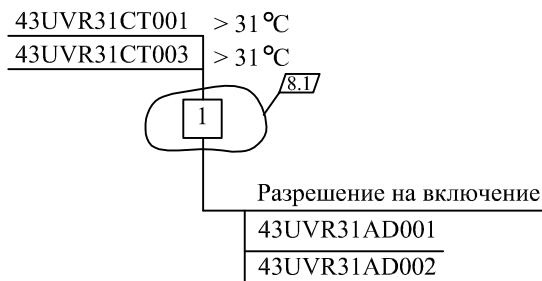 43UVR31CT001 > 31°C
43UVR31CT003 > 31°C
8.1
1
Разрешение на включение
43UVR31AD001
43UVR31AD002